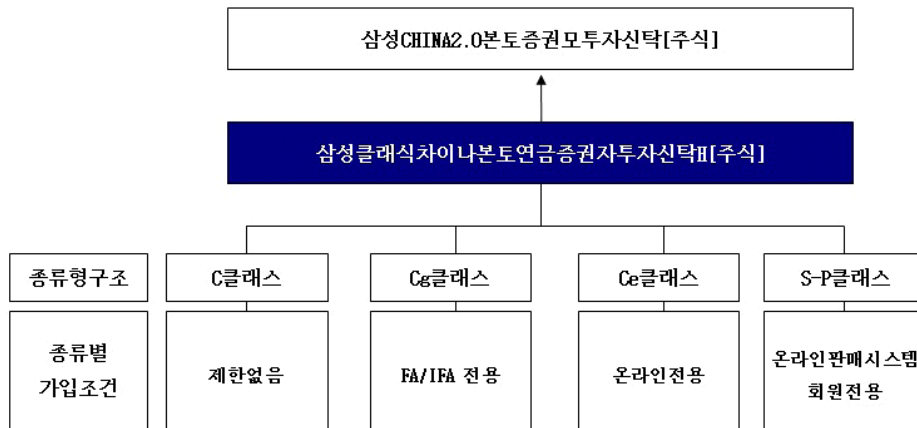 삼성CHINA2.0본토증권모투자신탁[주식]
삼성클래식차이나본토연금증권자투자신탁H[주식]
종류형구조
C클래스
Cg클래스
Ce클래스
S-P클래스
종류별
가입조건
제한없음
FA/IFA 전용
온라인전용
온라인판매시스템
회원전용